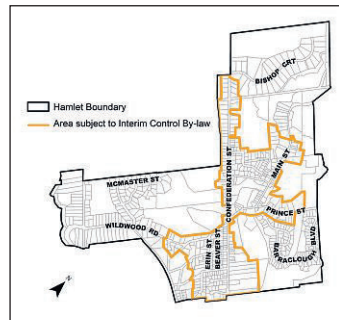 BISHOP CRT
Hamlet Boundary
Area subject to Interim Control By-law
MAIN ST
CONFEDERATION ST
MCMASTER ST
PRINCE ST
WILDWOOD RD
ERIN ST
BEAVER ST
BARRACLOUGH BLVD
N